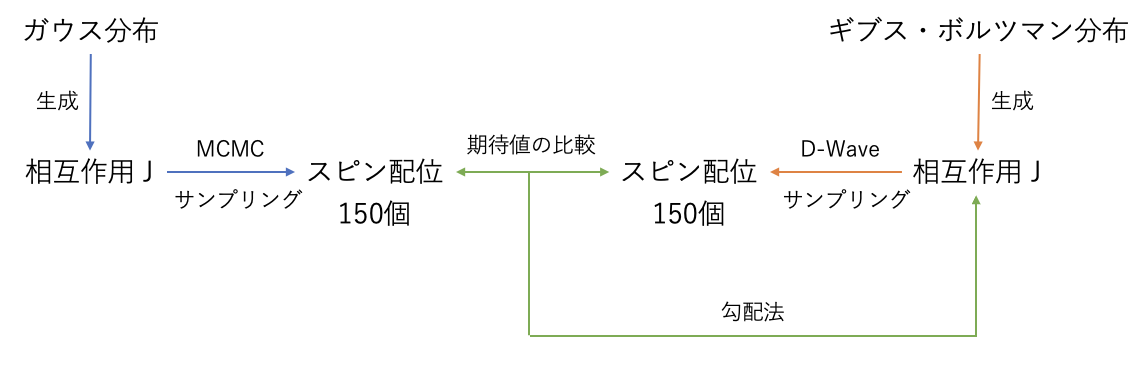 ガウス分布
ギブス・ボルツマン分布
生成
生成
MCMC
期待値の比較
D-Wave
相互作用 J
スピン配位
スピン配位
相互作用 J
サンプリング
サンプリング
150個
150個
勾配法